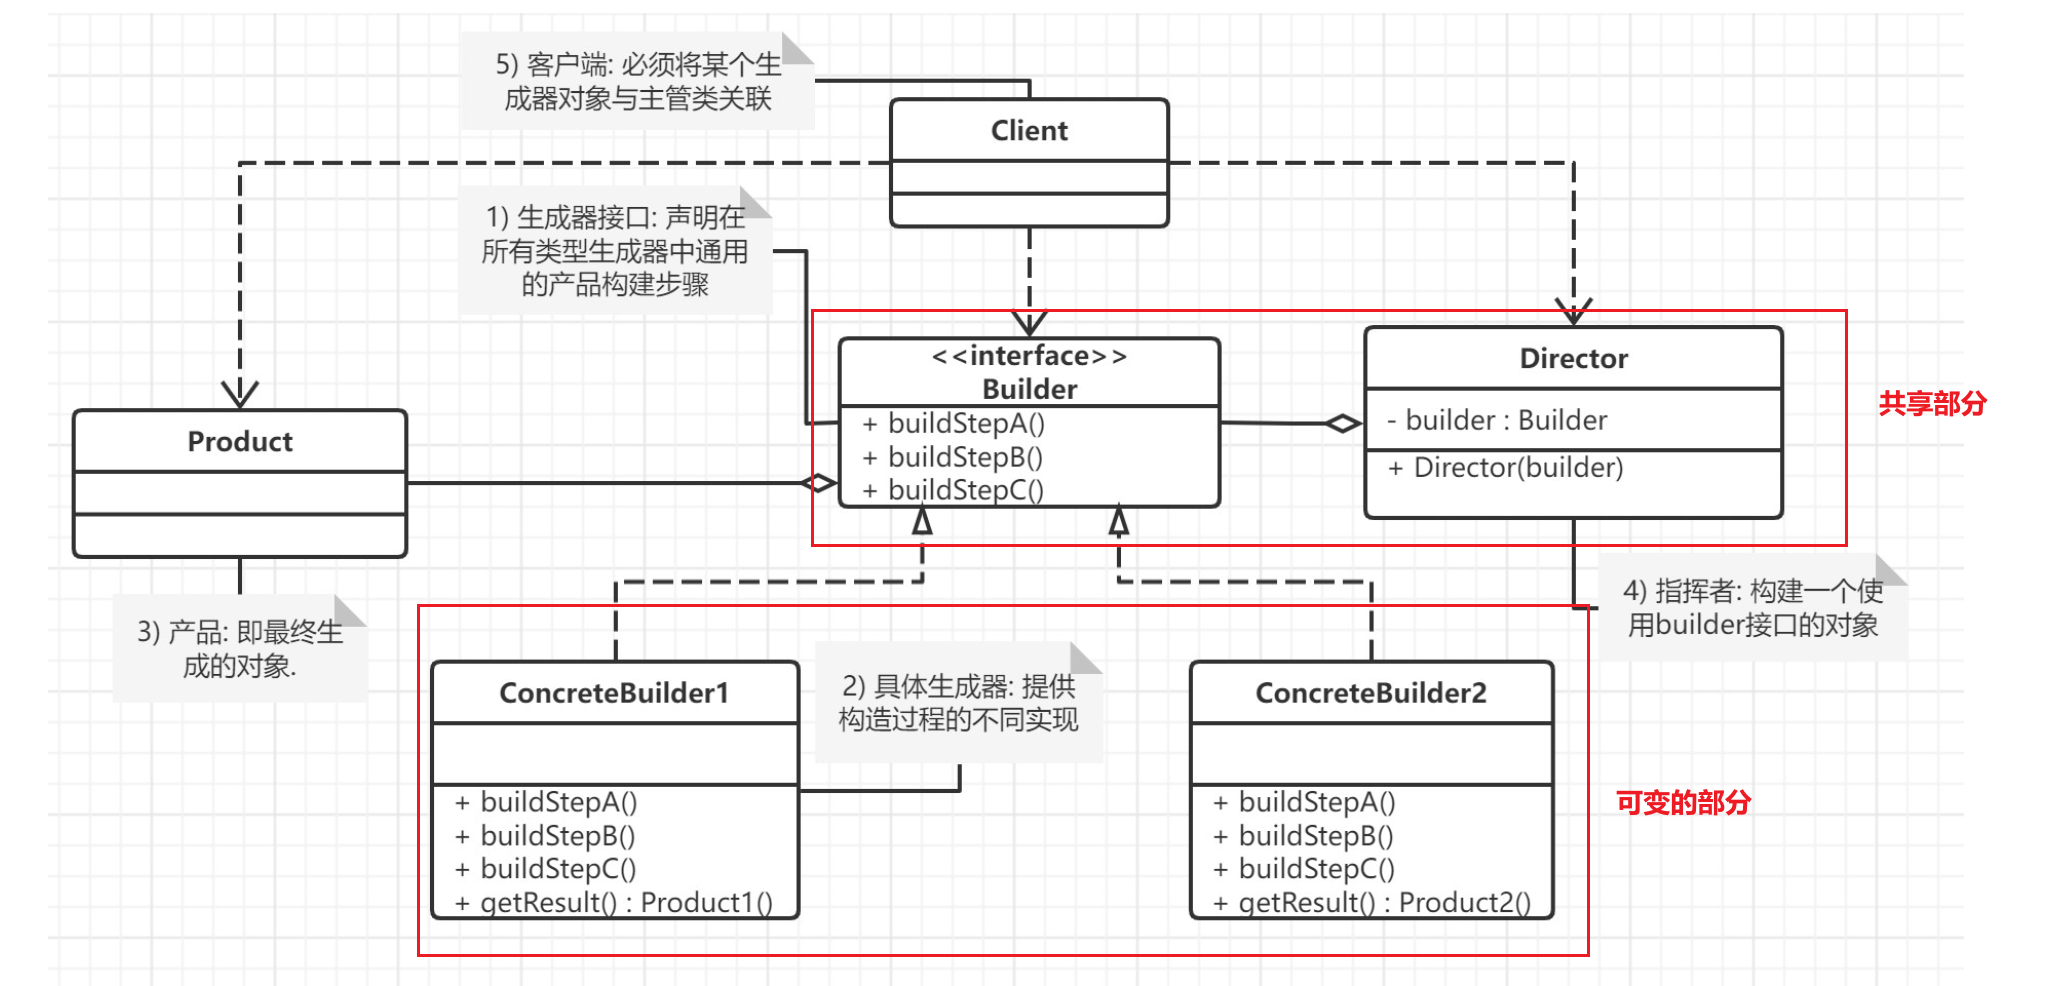 5) 客户端: 必须将某个生
成器对象与主管类关联
Client
1) 生成器接口: 声明在
所有类型生成器中通用
的产品构建步骤
<<interface>>
Builder
+ buildStepA()
+ buildStepB()
+ buildStepC()
Director
- builder : Builder
+ Director(builder)
共享部分
Product
3) 产品: 即最终生
成的对象.
4) 指挥者: 构建一个使
用builder接口的对象
ConcreteBuilder1
+ buildStepA()
+ buildStepB()
+ buildStepC()
+ getResult() : Product1()
2) 具体生成器: 提供
构造过程的不同实现
ConcreteBuilder2
+ buildStepA()
+ buildStepB()
+ buildStepC()
+ getResult() : Product2()
可变的部分